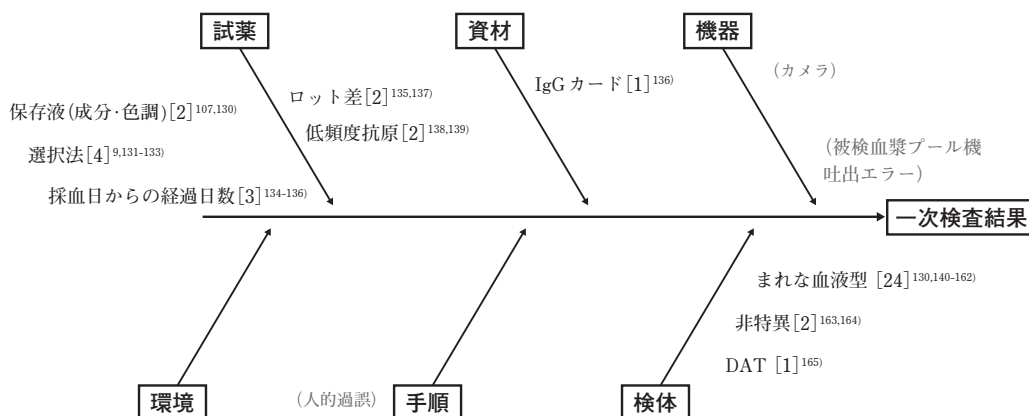 試薬
資材
機器
(カメラ)
IgG カード[1]136)
ロット差[2]135,137)
保存液(成分・色調)[2]107,130)
低頻度抗原[2]138,139)
選択法[4]9,131-133)
(被検血漿プール機
吐出エラー)
採血日からの経過日数[3]134-136)
一次検査結果
まれな血液型 [24]130,140-162)
非特異[2]163,164)
DAT [1]165)
環境
(人的過誤)
手順
検体